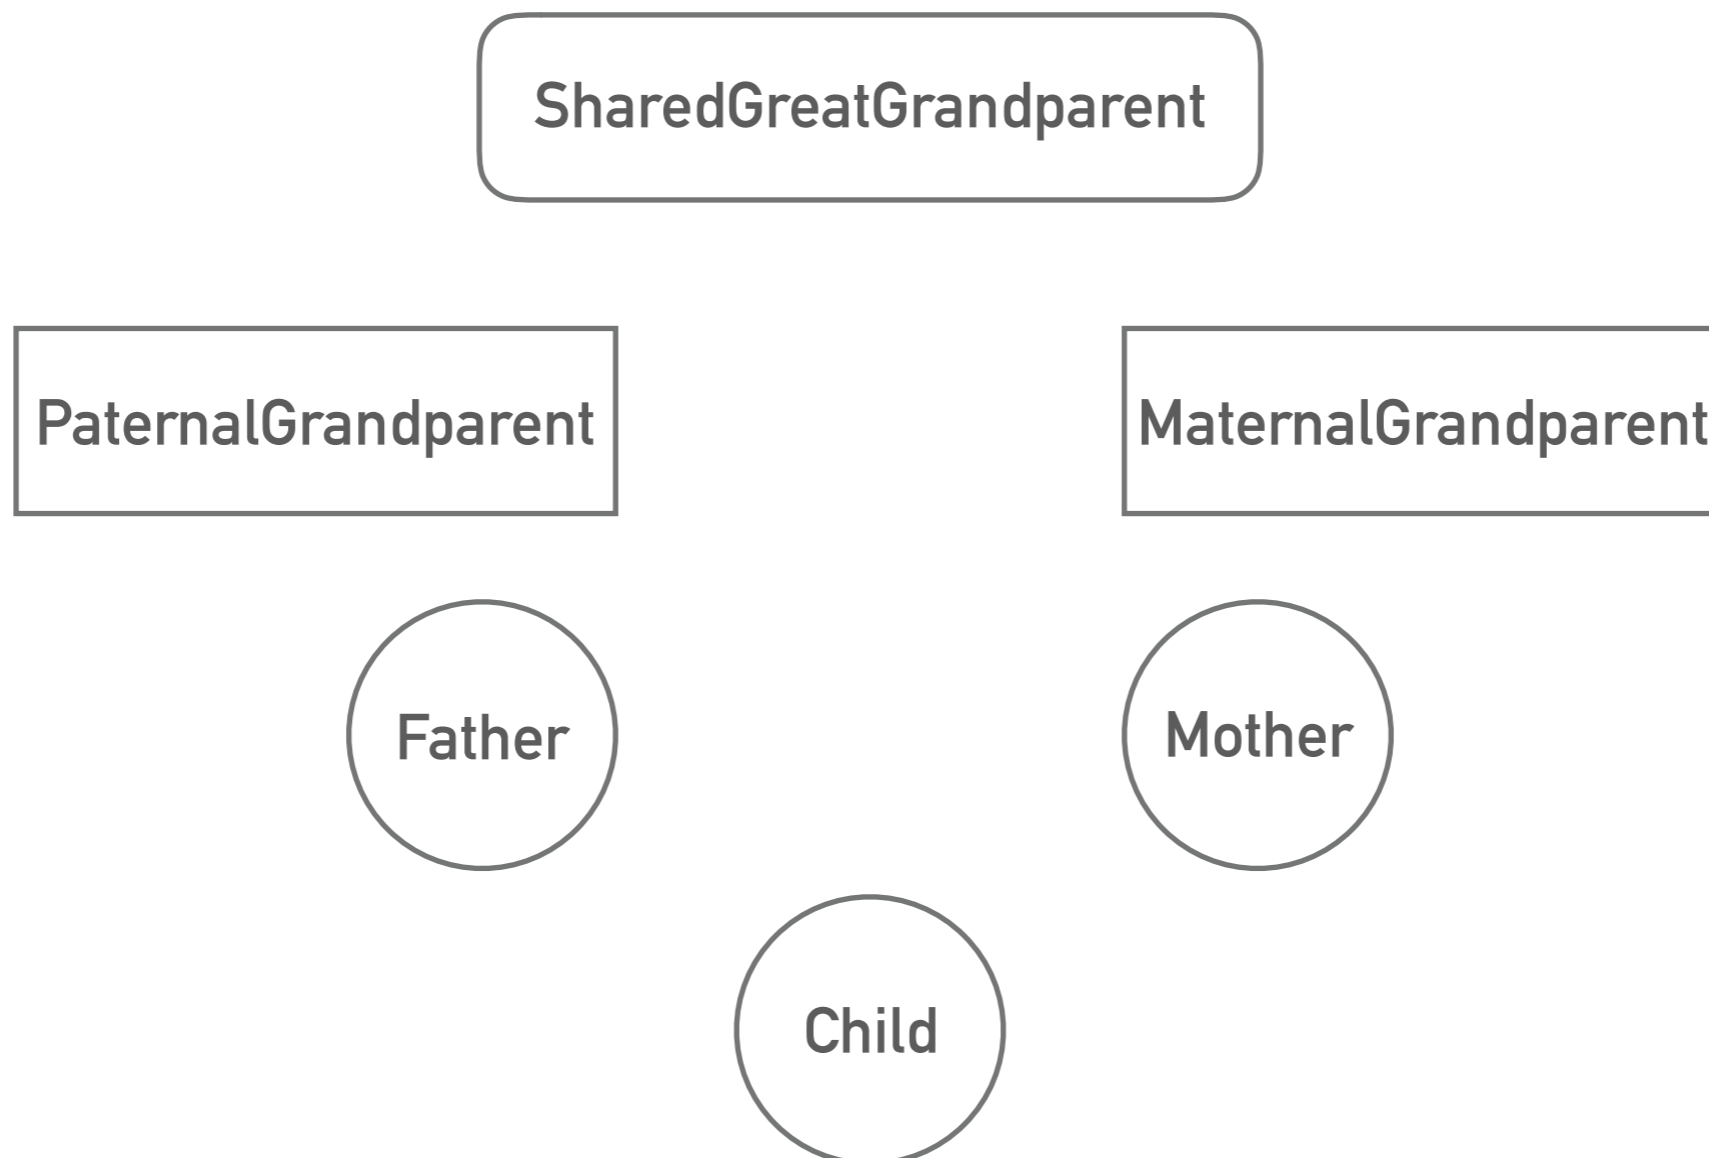 SharedGreatGrandparent
PaternalGrandparent
MaternalGrandparent
Father
Mother
Child